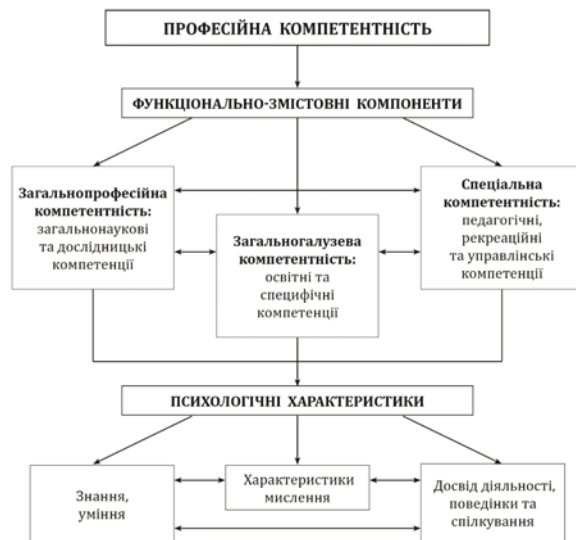 ПРОФЕСІЙНА КОМПЕТЕНТНІСТЬ
ФУНКЦІОНАЛЬНО-ЗМІСТОВНІ КОМПОНЕНТИ
Загальнопрофесійна
компетентність:
загальнонаукові
та дослідницькі
компетенції
Загальногалузева
компетентність:
освітні та
специфічні
компетенції
Спеціальна
компетентність:
педагогічні,
рекреаційні
та управлінські
компетенції
ПСИХОЛОГІЧНІ ХАРАКТЕРИСТИКИ
Знання,
уміння
Характеристики
мислення
Досвід діяльності,
поведінки та
спілкування